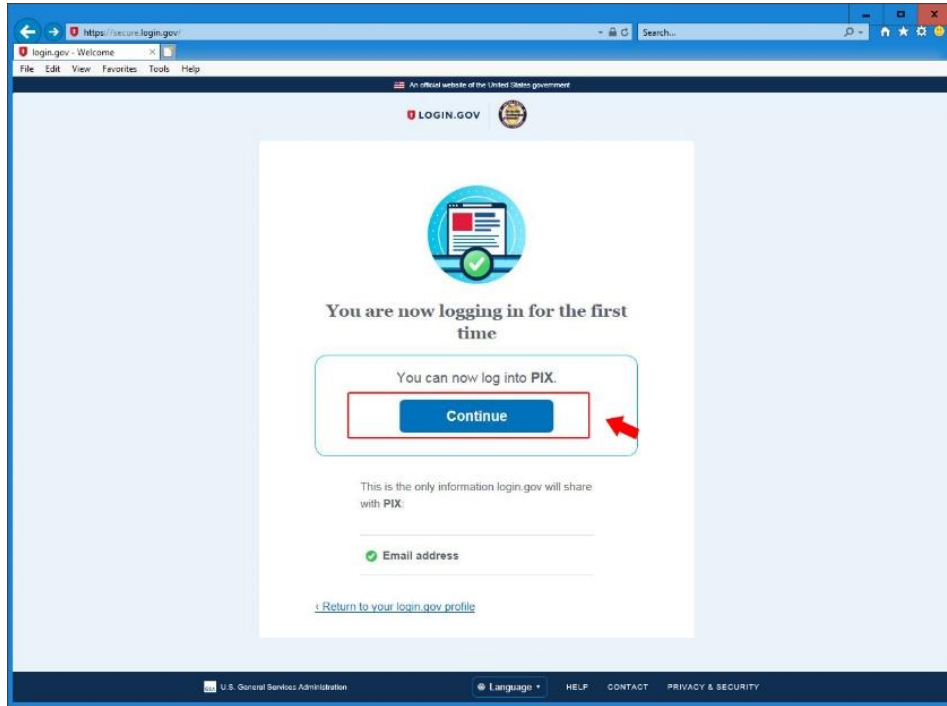 https://secure.login.gov/
Search...
login.gov - Welcome
File Edit View Favorites Tools Help
An official website of the United States government
LOGIN.GOV
You are now logging in for the first
time
You can now log into PIX.
Continue
This is the only information login.gov will share
with PIX:
Email address
‹ Return to your login.gov profile
GSA U.S. General Services Administration
Language
HELP
CONTACT
PRIVACY & SECURITY